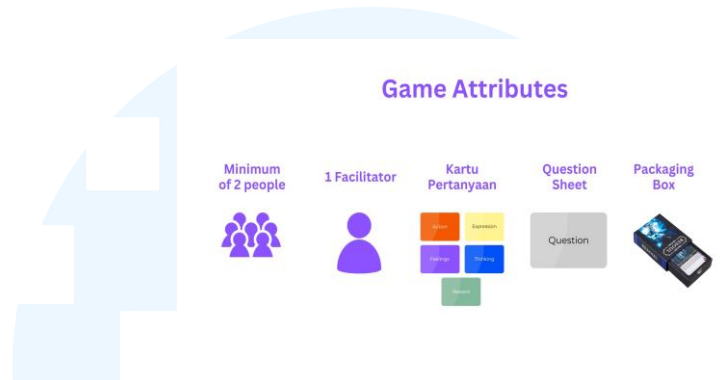 Game Attributes
Minimum
of 2 people
1 Facilitator
Kartu
Pertanyaan
Question
Sheet
Packaging
Box
Action
Expression
Feelings
Thinking
Question